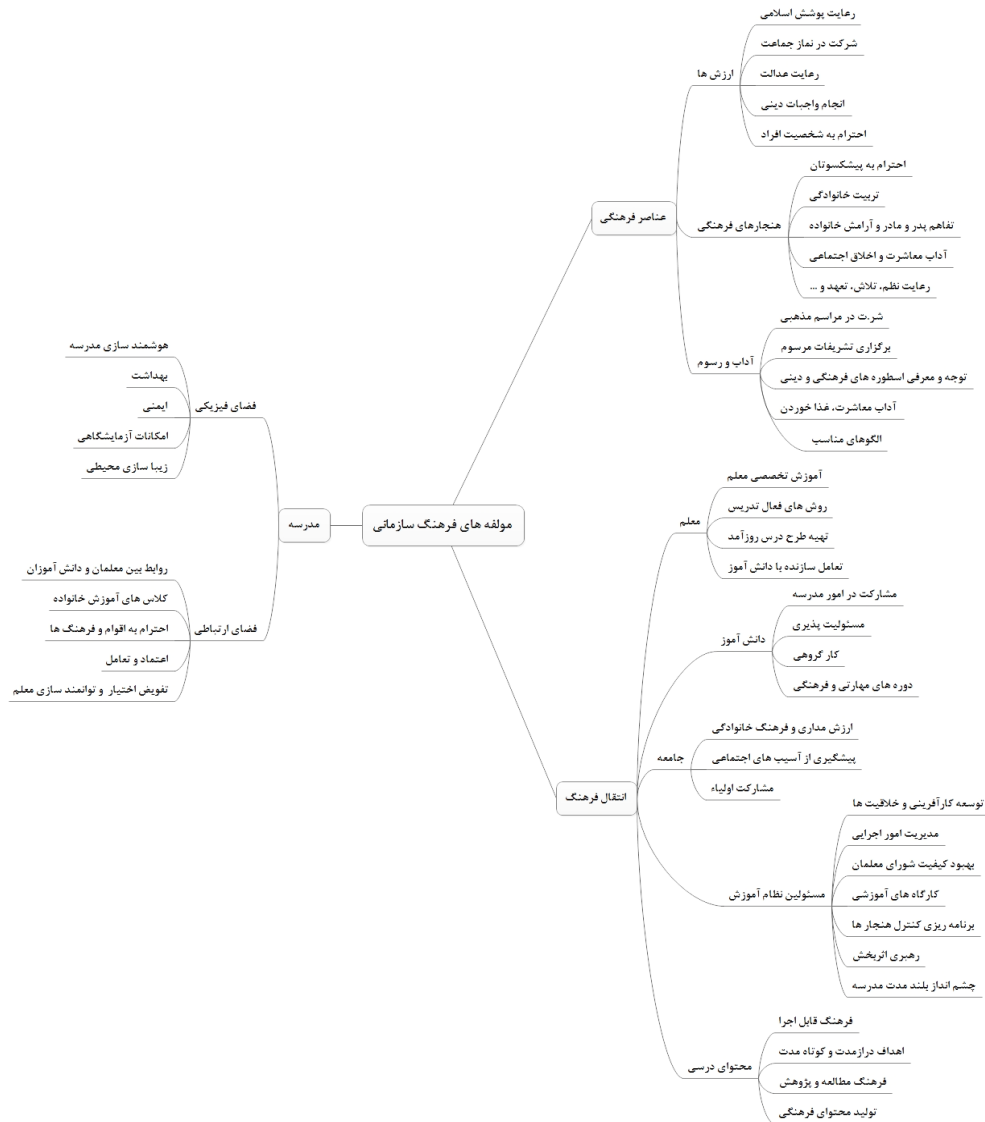 مولفه های فرهنگ سازمانی
عناصر فرهنگی
ارزش ها
رعایت پوشش اسلامی
شرکت در نماز جماعت
رعایت عدالت
انجام واجبات دینی
احترام به شخصیت افراد
هنجارهای فرهنگی
احترام به پیشکسوتان
تربیت خانوادگی
تفاهم پدر و مادر و آرامش خانواده
آداب معاشرت و اخلاق اجتماعی
رعایت نظم، تلاش، تعهد و ...
آداب و رسوم
شر.ت در مراسم مذهبی
برگزاری تشریفات مرسوم
توجه و معرفی اسطوره های فرهنگی و دینی
آداب معاشرت، غذا خوردن
الگوهای مناسب
انتقال فرهنگ
معلم
آموزش تخصصی معلم
روش های فعال تدریس
تهیه طرح درس روزآمد
تعامل سازنده با دانش آموز
دانش آموز
مشارکت در امور مدرسه
مسئولیت پذیری
کار گروهی
دوره های مهارتی و فرهنگی
جامعه
ارزش مداری و فرهنگ خانوادگی
پیشگیری از آسیب های اجتماعی
مشارکت اولیاء
مسئولین نظام آموزش
توسعه کارآفرینی و خلاقیت ها
مدیریت امور اجرایی
بهبود کیفیت شورای معلمان
کارگاه های آموزشی
برنامه ریزی کنترل هنجار ها
رهبری اثربخش
چشم انداز بلند مدت مدرسه
محتوای درسی
فرهنگ قابل اجرا
اهداف درازمدت و کوتاه مدت
فرهنگ مطالعه و پژوهش
تولید محتوای فرهنگی
مدرسه
فضای فیزیکی
هوشمند سازی مدرسه
بهداشت
ایمنی
امکانات آزمایشگاهی
زیبا سازی محیطی
فضای ارتباطی
روابط بین معلمان و دانش آموزان
کلاس های آموزش خانواده
احترام به اقوام و فرهنگ ها
اعتماد و تعامل
تفویض اختیار و توانمند سازی معلم